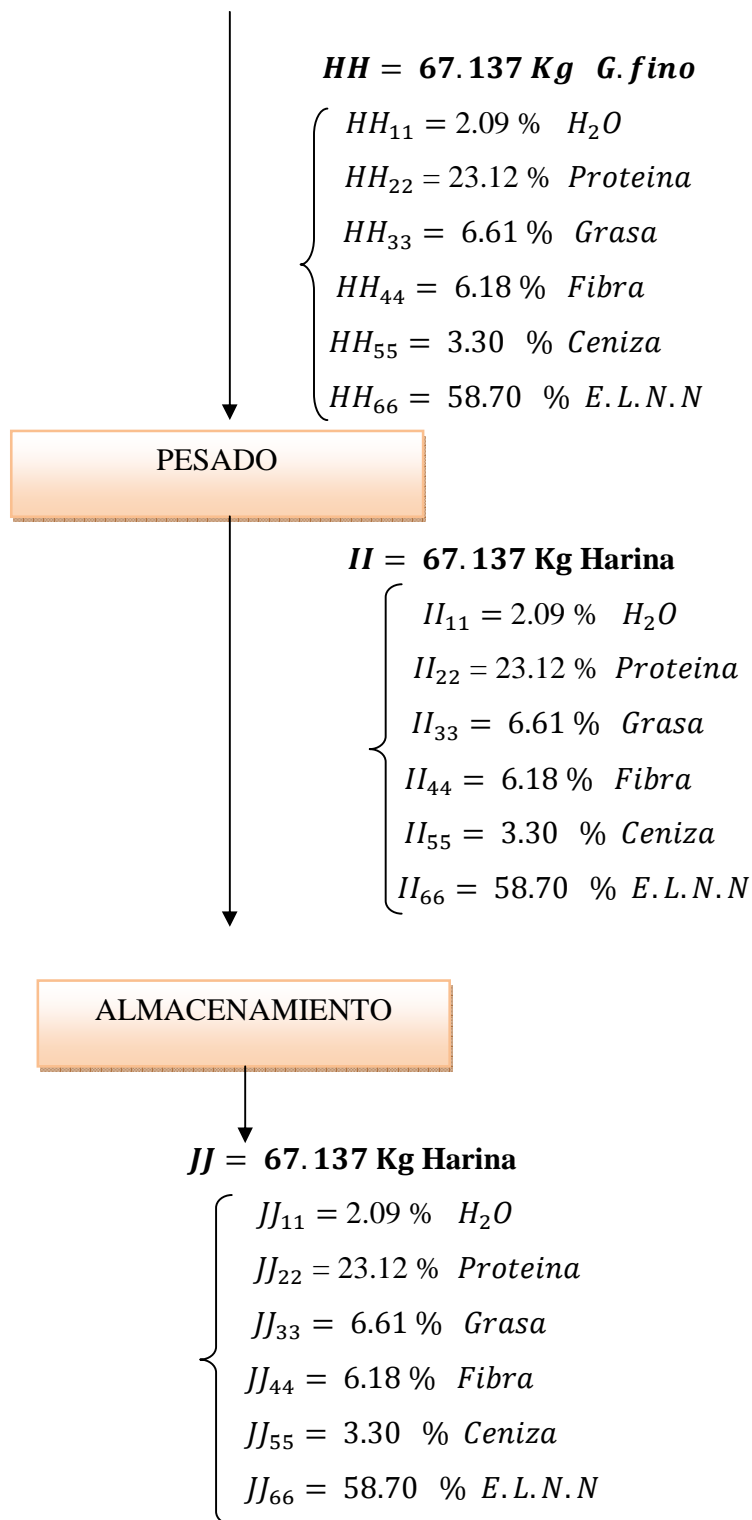 HH = 67.137 Kg G.fino
HH₁₁ = 2.09 % H₂O
HH₂₂ = 23.12 % Proteina
HH₃₃ = 6.61 % Grasa
HH₄₄ = 6.18 % Fibra
HH₅₅ = 3.30 % Ceniza
HH₆₆ = 58.70 % E.L.N.N
PESADO
II = 67.137 Kg Harina
II₁₁ = 2.09 % H₂O
II₂₂ = 23.12 % Proteina
II₃₃ = 6.61 % Grasa
II₄₄ = 6.18 % Fibra
II₅₅ = 3.30 % Ceniza
II₆₆ = 58.70 % E.L.N.N
ALMACENAMIENTO
JJ = 67.137 Kg Harina
JJ₁₁ = 2.09 % H₂O
JJ₂₂ = 23.12 % Proteina
JJ₃₃ = 6.61 % Grasa
JJ₄₄ = 6.18 % Fibra
JJ₅₅ = 3.30 % Ceniza
JJ₆₆ = 58.70 % E.L.N.N